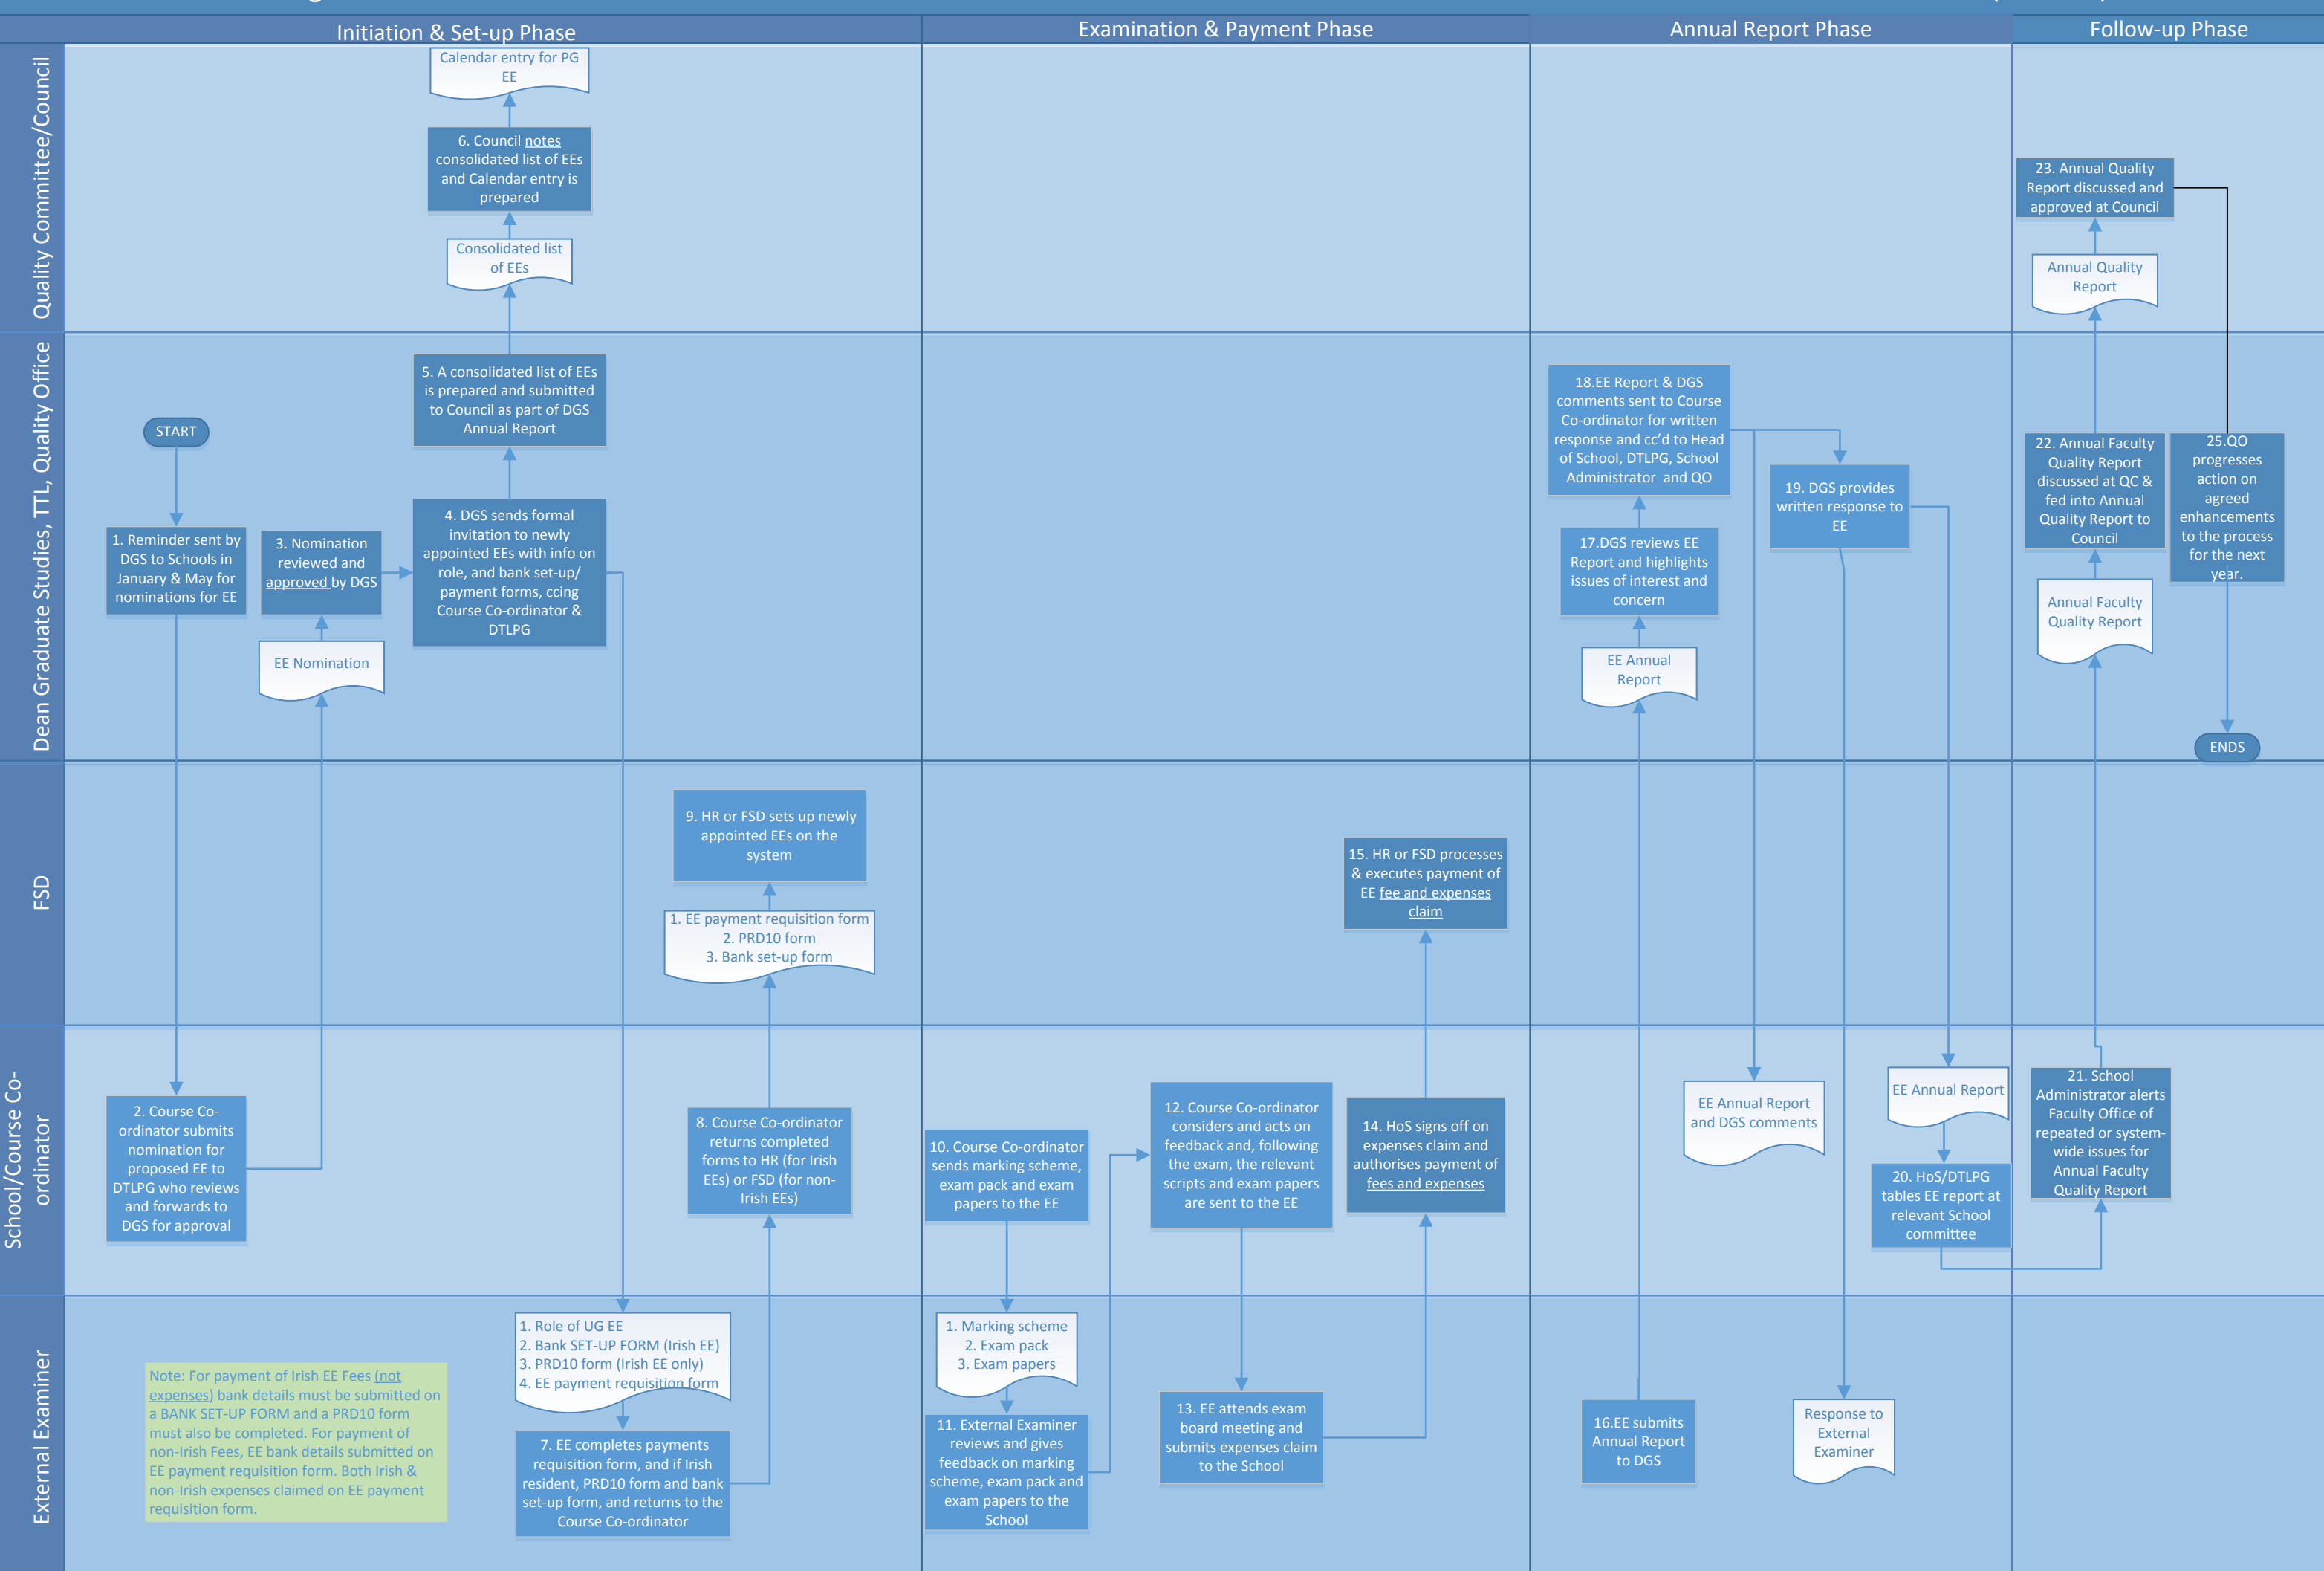 Initiation & Set-up Phase
Examination & Payment Phase
Annual Report Phase
Follow-up Phase
Quality Committee/Council
Calendar entry for PG
EE
6. Council notes
consolidated list of EEs
and Calendar entry is
prepared
Consolidated list
of EEs
23. Annual Quality
Report discussed and
approved at Council
Annual Quality
Report
Dean Graduate Studies, TTL, Quality Office
START
1. Reminder sent by
DGS to Schools in
January & May for
nominations for EE
3. Nomination
reviewed and
approved by DGS
EE Nomination
5. A consolidated list of EEs
is prepared and submitted
to Council as part of DGS
Annual Report
4. DGS sends formal
invitation to newly
appointed EEs with info on
role, and bank set-up/
payment forms, ccing
Course Co-ordinator &
DTLPG
18.EE Report & DGS
comments sent to Course
Co-ordinator for written
response and cc'd to Head
of School, DTLPG, School
Administrator and QO
17.DGS reviews EE
Report and highlights
issues of interest and
concern
EE Annual
Report
19. DGS provides
written response to
EE
22. Annual Faculty
Quality Report
discussed at QC &
fed into Annual
Quality Report to
Council
Annual Faculty
Quality Report
25.QO
progresses
action on
agreed
enhancements
to the process
for the next
year.
ENDS
FSD
9. HR or FSD sets up newly
appointed EEs on the
system
1. EE payment requisition form
2. PRD10 form
3. Bank set-up form
15. HR or FSD processes
& executes payment of
EE fee and expenses
claim
School/Course Co-
ordinator
2. Course Co-
ordinator submits
nomination for
proposed EE to
DTLPG who reviews
and forwards to
DGS for approval
8. Course Co-ordinator
returns completed
forms to HR (for Irish
EEs) or FSD (for non-
Irish EEs)
10. Course Co-ordinator
sends marking scheme,
exam pack and exam
papers to the EE
12. Course Co-ordinator
considers and acts on
feedback and, following
the exam, the relevant
scripts and exam papers
are sent to the EE
14. HoS signs off on
expenses claim and
authorises payment of
fees and expenses
EE Annual Report
and DGS comments
EE Annual Report
20. HoS/DTLPG
tables EE report at
relevant School
committee
21. School
Administrator alerts
Faculty Office of
repeated or system-
wide issues for
Annual Faculty
Quality Report
External Examiner
Note: For payment of Irish EE Fees (not
expenses) bank details must be submitted on
a BANK SET-UP FORM and a PRD10 form
must also be completed. For payment of
non-Irish Fees, EE bank details submitted on
EE payment requisition form. Both Irish &
non-Irish expenses claimed on EE payment
requisition form.
1. Role of UG EE
2. Bank SET-UP FORM (Irish EE)
3. PRD10 form (Irish EE only)
4. EE payment requisition form
7. EE completes payments
requisition form, and if Irish
resident, PRD10 form and bank
set-up form, and returns to the
Course Co-ordinator
1. Marking scheme
2. Exam pack
3. Exam papers
11. External Examiner
reviews and gives
feedback on marking
scheme, exam pack and
exam papers to the
School
13. EE attends exam
board meeting and
submits expenses claim
to the School
16.EE submits
Annual Report
to DGS
Response to
External
Examiner